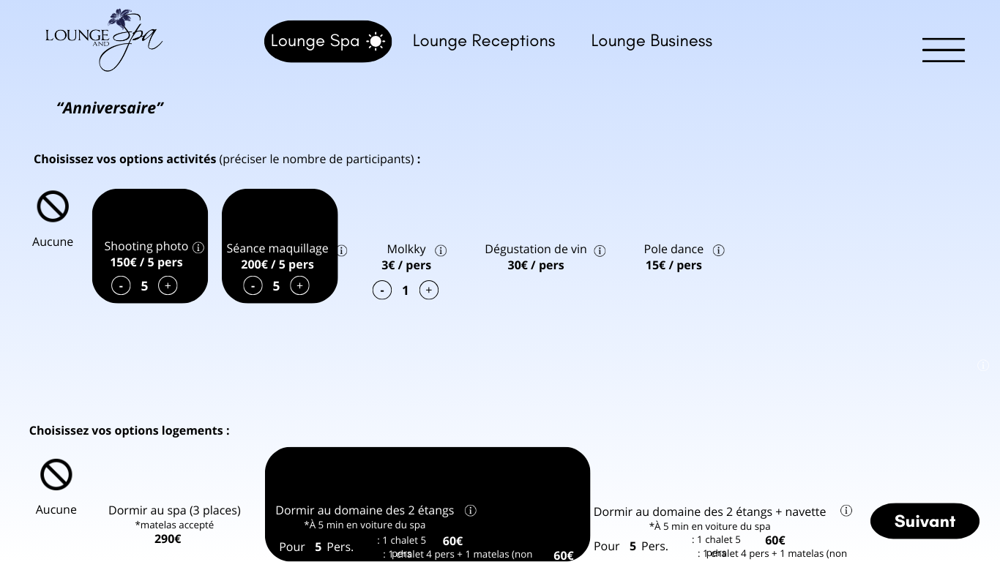 LOUNGE AND Spa
Lounge Spa
Lounge Receptions
Lounge Business
“Anniversaire”
Choisissez vos options activités (préciser le nombre de participants) :
Aucune
Shooting photo
150€ / 5 pers
- 5 +
Séance maquillage
200€ / 5 pers
- 5 +
Molkky
3€ / pers
- 1 +
Dégustation de vin
30€ / pers
Pole dance
15€ / pers
Choisissez vos options logements :
Aucune
Dormir au spa (3 places)
*matelas accepté
290€
Dormir au domaine des 2 étangs
*À 5 min en voiture du spa
Pour 5 Pers.
: 1 chalet 5 pers
60€
: 1 chalet 4 pers + 1 matelas (non
60€
Dormir au domaine des 2 étangs + navette
*À 5 min en voiture du spa
Pour 5 Pers.
: 1 chalet 5 pers
60€
: 1 chalet 4 pers + 1 matelas (non
Suivant